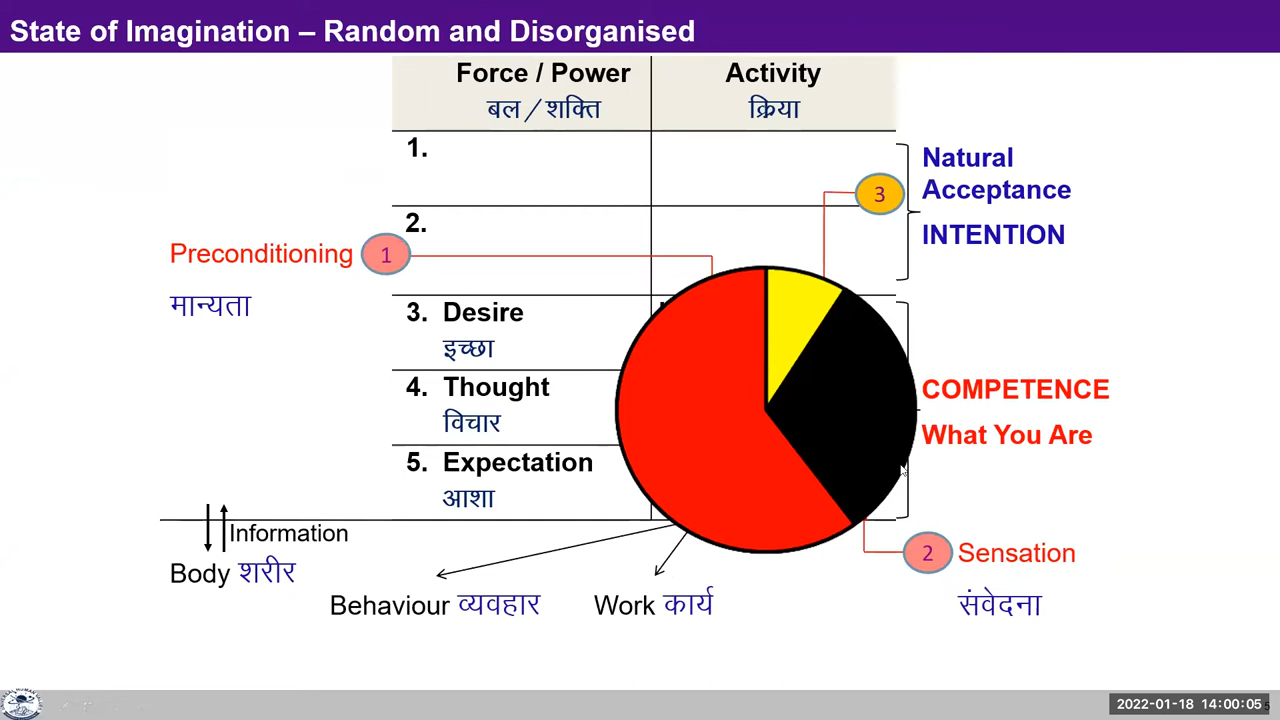 State of Imagination – Random and Disorganised
Force / Power
बल / शक्ति
Activity
क्रिया
1.
2.
3. Desire
इच्छा
4. Thought
विचार
5. Expectation
आशा
Natural
Acceptance
INTENTION
3
Preconditioning
1
मान्यता
COMPETENCE
What You Are
Information
Body शरीर
Behaviour व्यवहार
Work कार्य
2
Sensation
संवेदना
2022-01-18 14:00:05